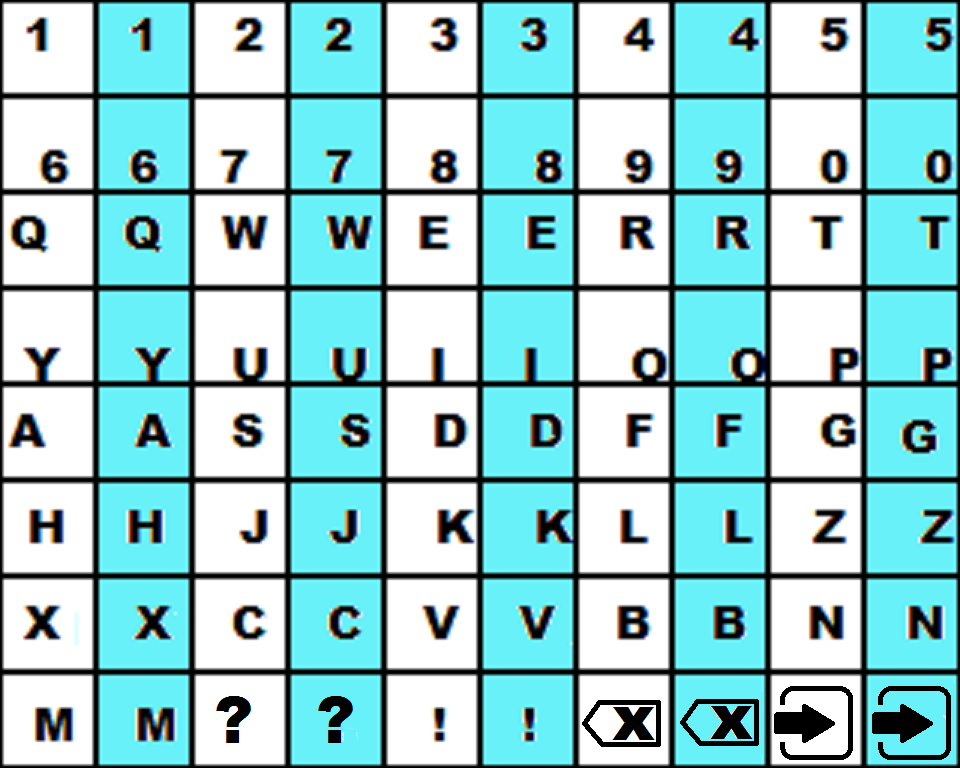 1 1 2 2 3 3 4 4 5 5
6 6 7 7 8 8 9 9 0 0
Q Q W W E E R R T T
Y Y U U I I O O P P
A A S S D D F F G G
H H J J K K L L Z Z
X X C C V V B B N N
M M ? ? ! ! X X